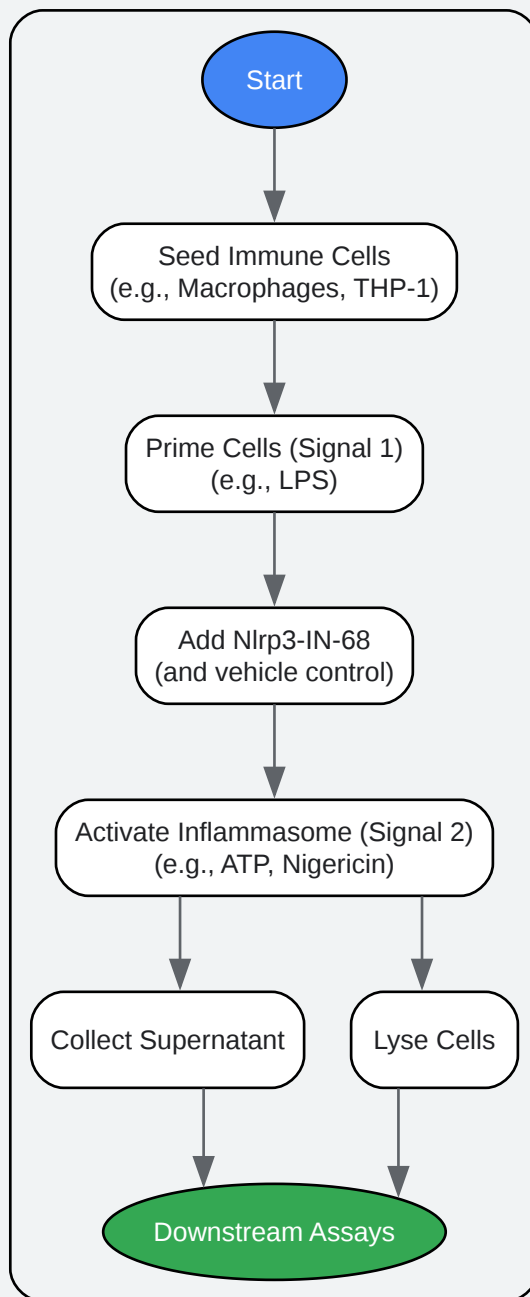 Start
Seed Immune Cells
(e.g., Macrophages, THP-1)
Prime Cells (Signal 1)
(e.g., LPS)
Add Nlrp3-IN-68
(and vehicle control)
Activate Inflammasome (Signal 2)
(e.g., ATP, Nigericin)
Collect Supernatant
Lyse Cells
Downstream Assays